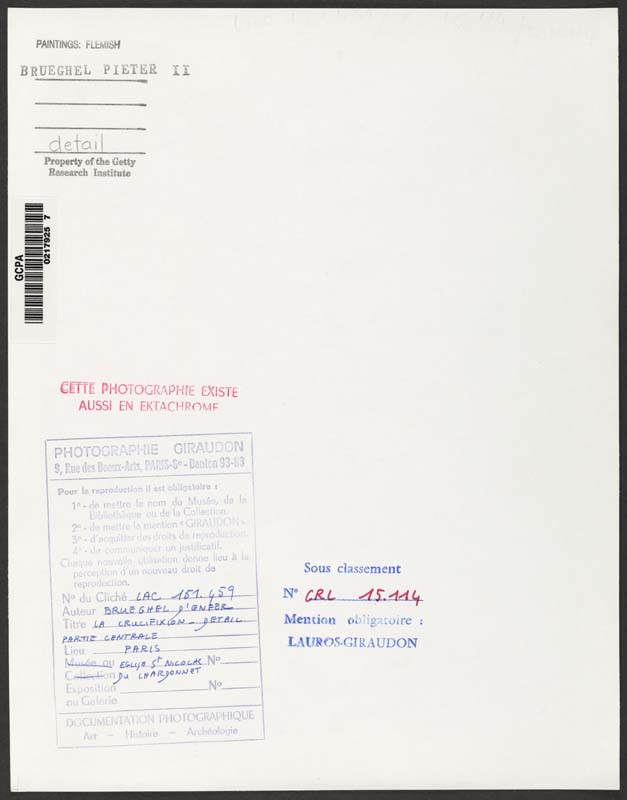 PAINTINGS: FLEMISH
BRUEGHEL PIETER II
detail
Property of the Getty
Research Institute
GCPA
0217925 7
CETTE PHOTOGRAPHIE EXISTE
AUSSI EN EKTACHROME
PHOTOGRAPHIE GIRAUDON
9, Rue des Beaux-Arts, PARIS-6e - Danton 93-83
Pour la reproduction il est obligatoire :
1° - de mettre le nom du Musée, de la
Bibliothèque ou de la Collection.
2° - de mettre la mention « GIRAUDON ».
3° - d'acquitter des droits de reproduction.
4° - de communiquer un justificatif.
Chaque nouvelle utilisation donne lieu à la
perception d'un nouveau droit de
reproduction.
N° du Cliché LAC 151.459
Auteur BRUEGHEL D'ENFER
Titre LA CRUCIFIXION - DETAIL
PARTIE CENTRALE
Lieu PARIS
Musée ou EGLISE St NICOLAS N°
Collection DU CHARDONNET
Exposition N°
ou Galerie
DOCUMENTATION PHOTOGRAPHIQUE
Art - Histoire - Archéologie
Sous classement
N° CRL 15.114
Mention obligatoire :
LAUROS-GIRAUDON